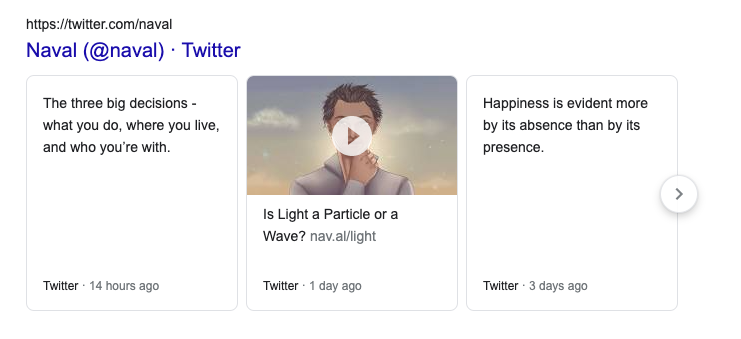 https://twitter.com/naval
Naval (@naval) · Twitter
The three big decisions -
what you do, where you live,
and who you’re with.
Twitter · 14 hours ago
Is Light a Particle or a
Wave? nav.al/light
Twitter · 1 day ago
Happiness is evident more
by its absence than by its
presence.
Twitter · 3 days ago